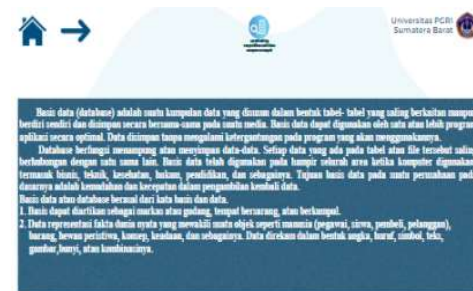 Universitas PGRI
Sumatera Barat
Basis data (database) adalah suatu kumpulan data yang disusun dalam bentuk tabel- tabel yang saling berkaitan maupun
berdiri sendiri dan disimpan secara bersama-sama pada suatu media. Basis data dapat digunakan oleh satu atau lebih program
aplikasi secara optimal. Data disimpan tanpa mengalami ketergantungan pada program yang akan menggunakannya.
Database berfungsi menampung atau menyimpan data-data. Setiap data yang ada pada tabel atau file tersebut saling
berhubungan dengan satu sama lain. Basis data telah digunakan pada hampir seluruh area ketika komputer digunakan
termasuk bisnis, teknik, kesehatan, hukum, pendidikan, dan sebagainya. Tujuan basis data pada suatu perusahaan pada
dasarnya adalah kemudahan dan kecepatan dalam pengambilan kembali data.
Basis data atau database berasal dari kata basis dan data.
1. Basis dapat diartikan sebagai markas atau gudang, tempat bersarang, atau berkumpul.
2. Data representasi fakta dunia nyata yang mewakili suatu objek seperti manusia (pegawai, siswa, pembeli, pelanggan),
barang, hewan peristiwa, konsep, keadaan, dan sebagainya. Data direkam dalam bentuk angka, huruf, simbol, teks,
gambar, bunyi, atau kombinasinya.